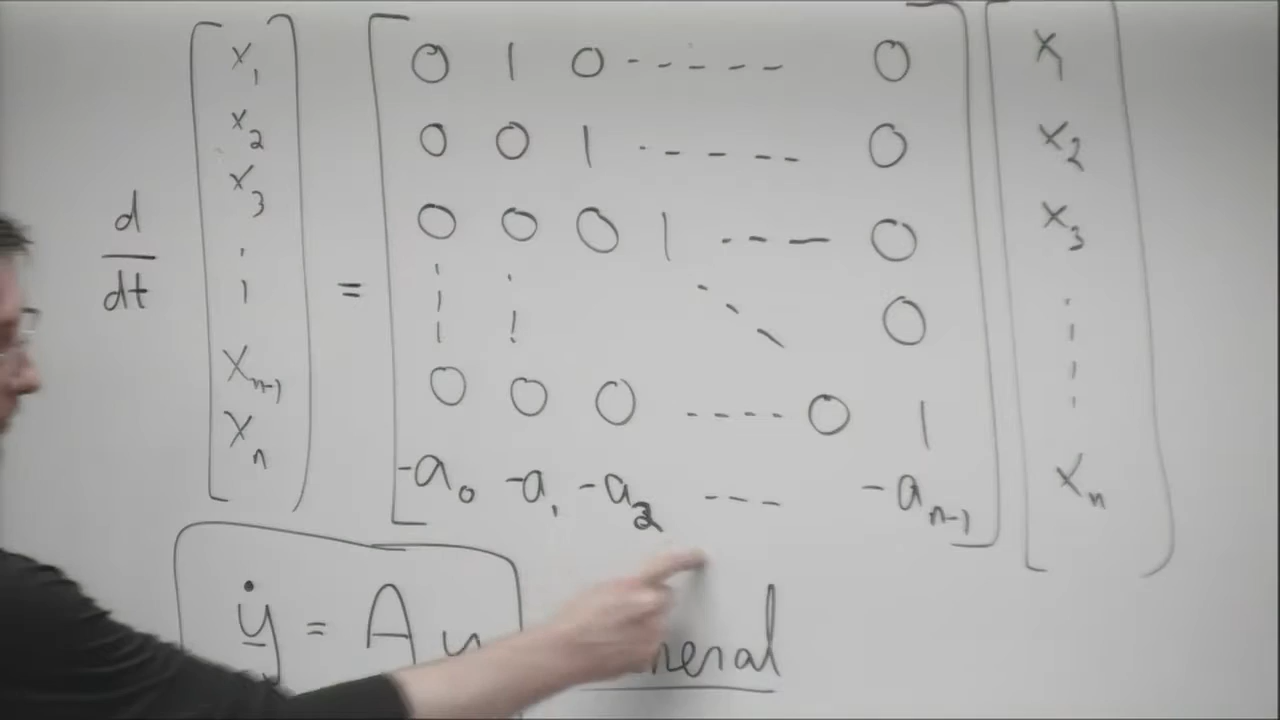 d/dt [x₁ x₂ x₃ ⋮ xₙ₋₁ xₙ] = [
0 1 0 ----- 0
0 0 1 ----- 0
0 0 0 1 --- 0
⋮ ⋮ ⋱ 0
0 0 0 ---- 0 1
-a₀ -a₁ -a₂ --- -aₙ₋₁
] [x₁ x₂ x₃ ⋮ xₙ]
ẏ = A y